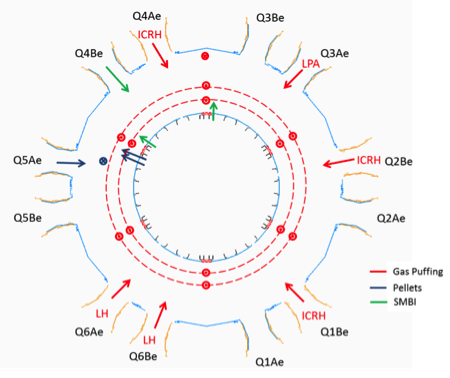 Q4Ae
ICRH
Q3Be
Q4Be
Q3Ae
LPA
Q5Ae
ICRH
Q2Be
Q5Be
Q2Ae
Gas Puffing
Pellets
SMBI
LH
ICRH
Q6Ae
LH
Q1Be
Q6Be
Q1Ae